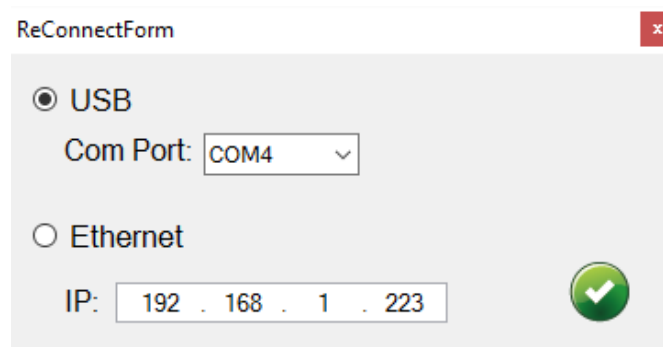 ReConnectForm x
USB
Com Port: COM4
Ethernet
IP: 192 . 168 . 1 . 223